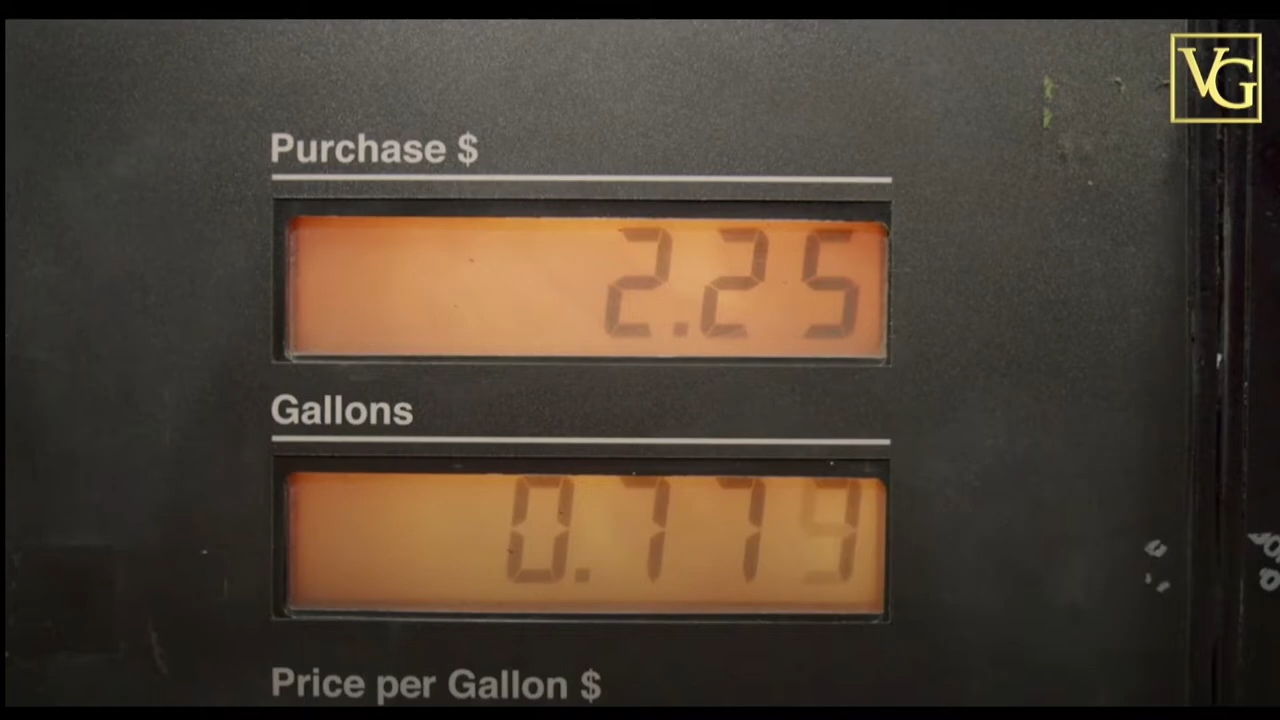 VG
Purchase $
2.25
Gallons
0.779
Price per Gallon $